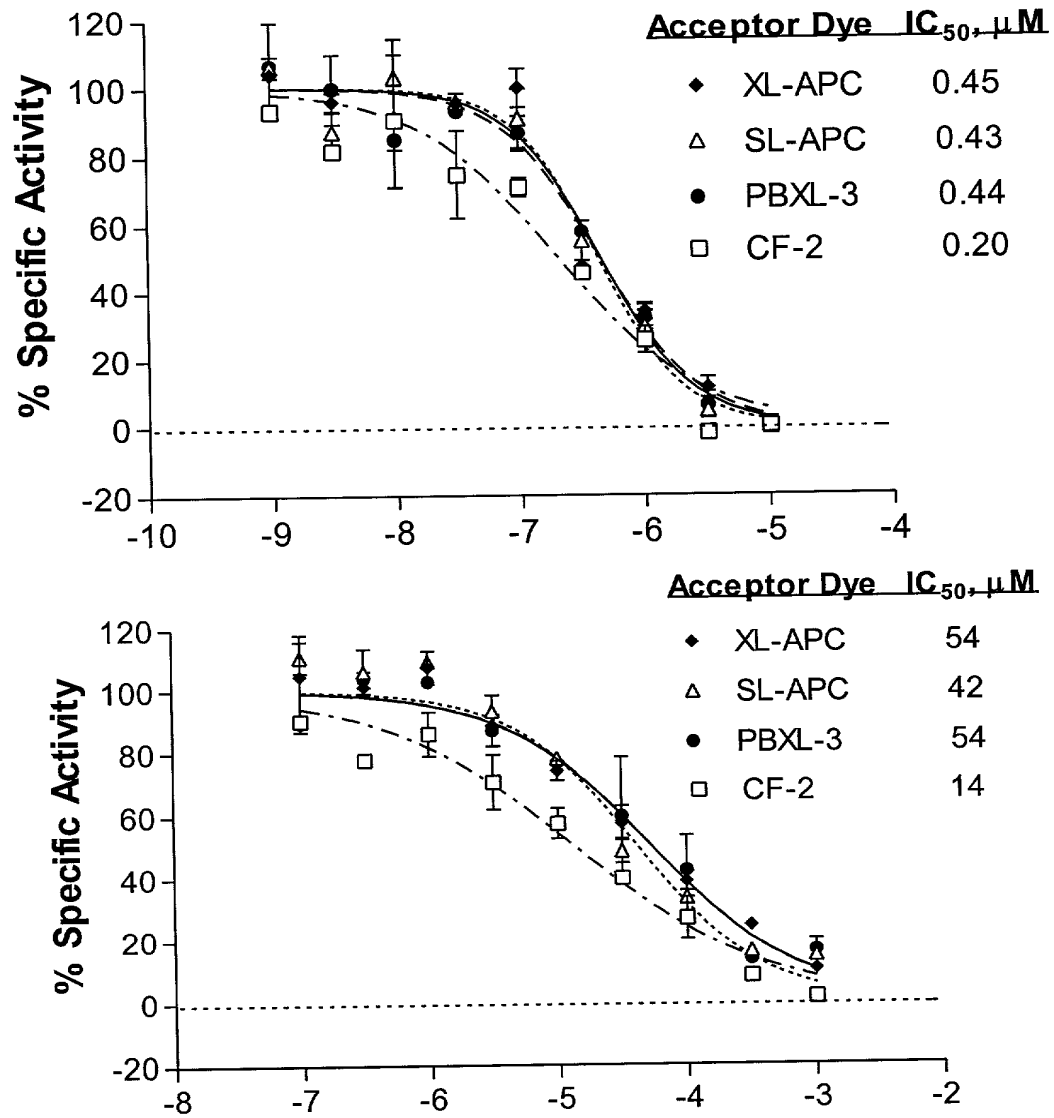 120
100
80
60
40
20
0
-20
% Specific Activity
-10 -9 -8 -7 -6 -5 -4
Acceptor Dye IC50, μM
XL-APC 0.45
SL-APC 0.43
PBXL-3 0.44
CF-2 0.20
120
100
80
60
40
20
0
-20
% Specific Activity
-8 -7 -6 -5 -4 -3 -2
Acceptor Dye IC50, μM
XL-APC 54
SL-APC 42
PBXL-3 54
CF-2 14